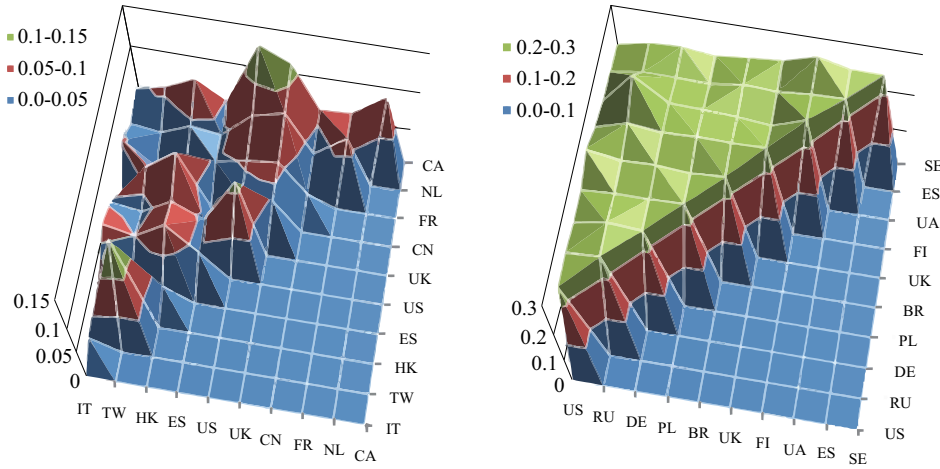 0.1-0.15
0.05-0.1
0.0-0.05
0.15
0.1
0.05
0
IT TW HK ES US UK CN FR NL CA
CA
NL
FR
CN
UK
US
ES
HK
TW
IT
0.2-0.3
0.1-0.2
0.0-0.1
0.3
0.2
0.1
0
US RU DE PL BR UK FI UA ES SE
SE
ES
UA
FI
UK
BR
PL
DE
RU
US